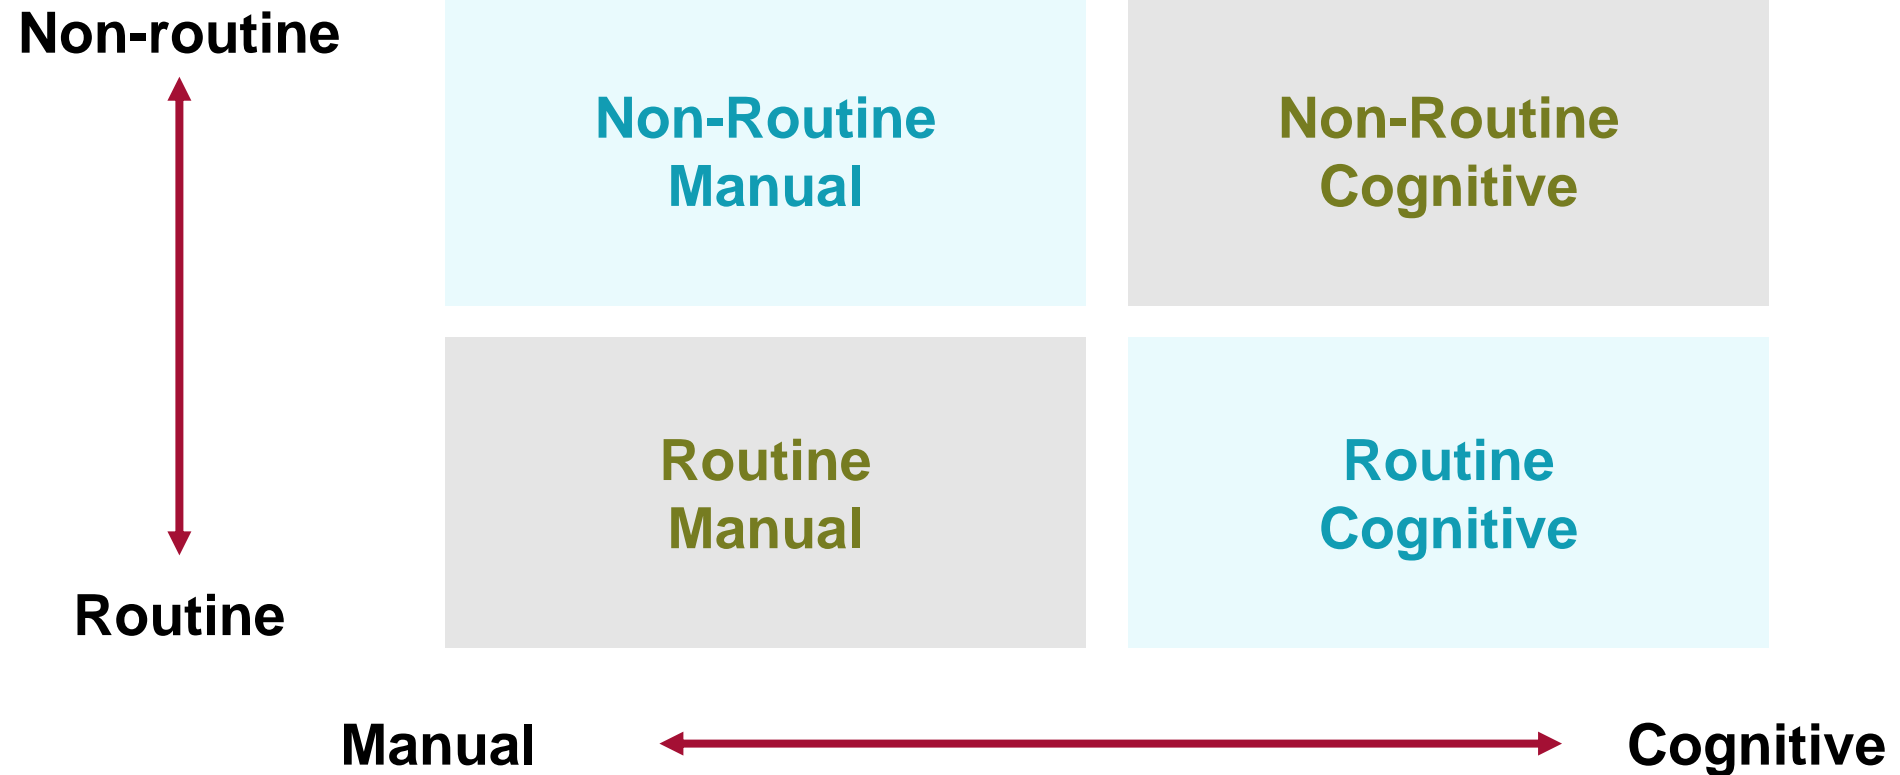 Non-routine
Non-Routine
Manual
Non-Routine
Cognitive
Routine
Manual
Routine
Cognitive
Routine
Manual
Cognitive